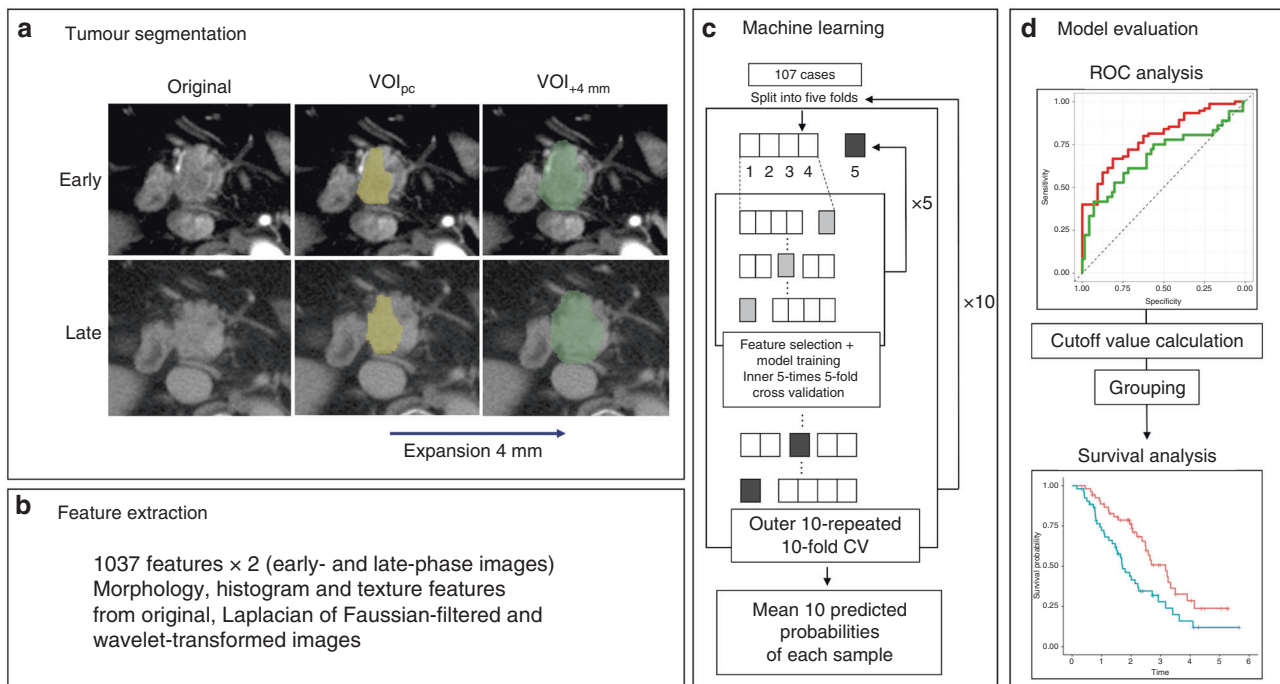 a Tumour segmentation
Original VOIpc VOI+4 mm
Early
Late
Expansion 4 mm
b Feature extraction
1037 features × 2 (early- and late-phase images)
Morphology, histogram and texture features
from original, Laplacian of Faussian-filtered and
wavelet-transformed images
c Machine learning
107 cases
Split into five folds
1 2 3 4 5
×5
×10
Feature selection +
model training
Inner 5-times 5-fold
cross validation
Outer 10-repeated
10-fold CV
Mean 10 predicted
probabilities
of each sample
d Model evaluation
ROC analysis
Sensitivity
1.00
0.75
0.50
0.25
0.00
1.00 0.75 0.50 0.25 0.00
Specificity
Cutoff value calculation
Grouping
Survival analysis
Survival probability
1.00
0.75
0.50
0.25
0.00
0 1 2 3 4 5 6
Time